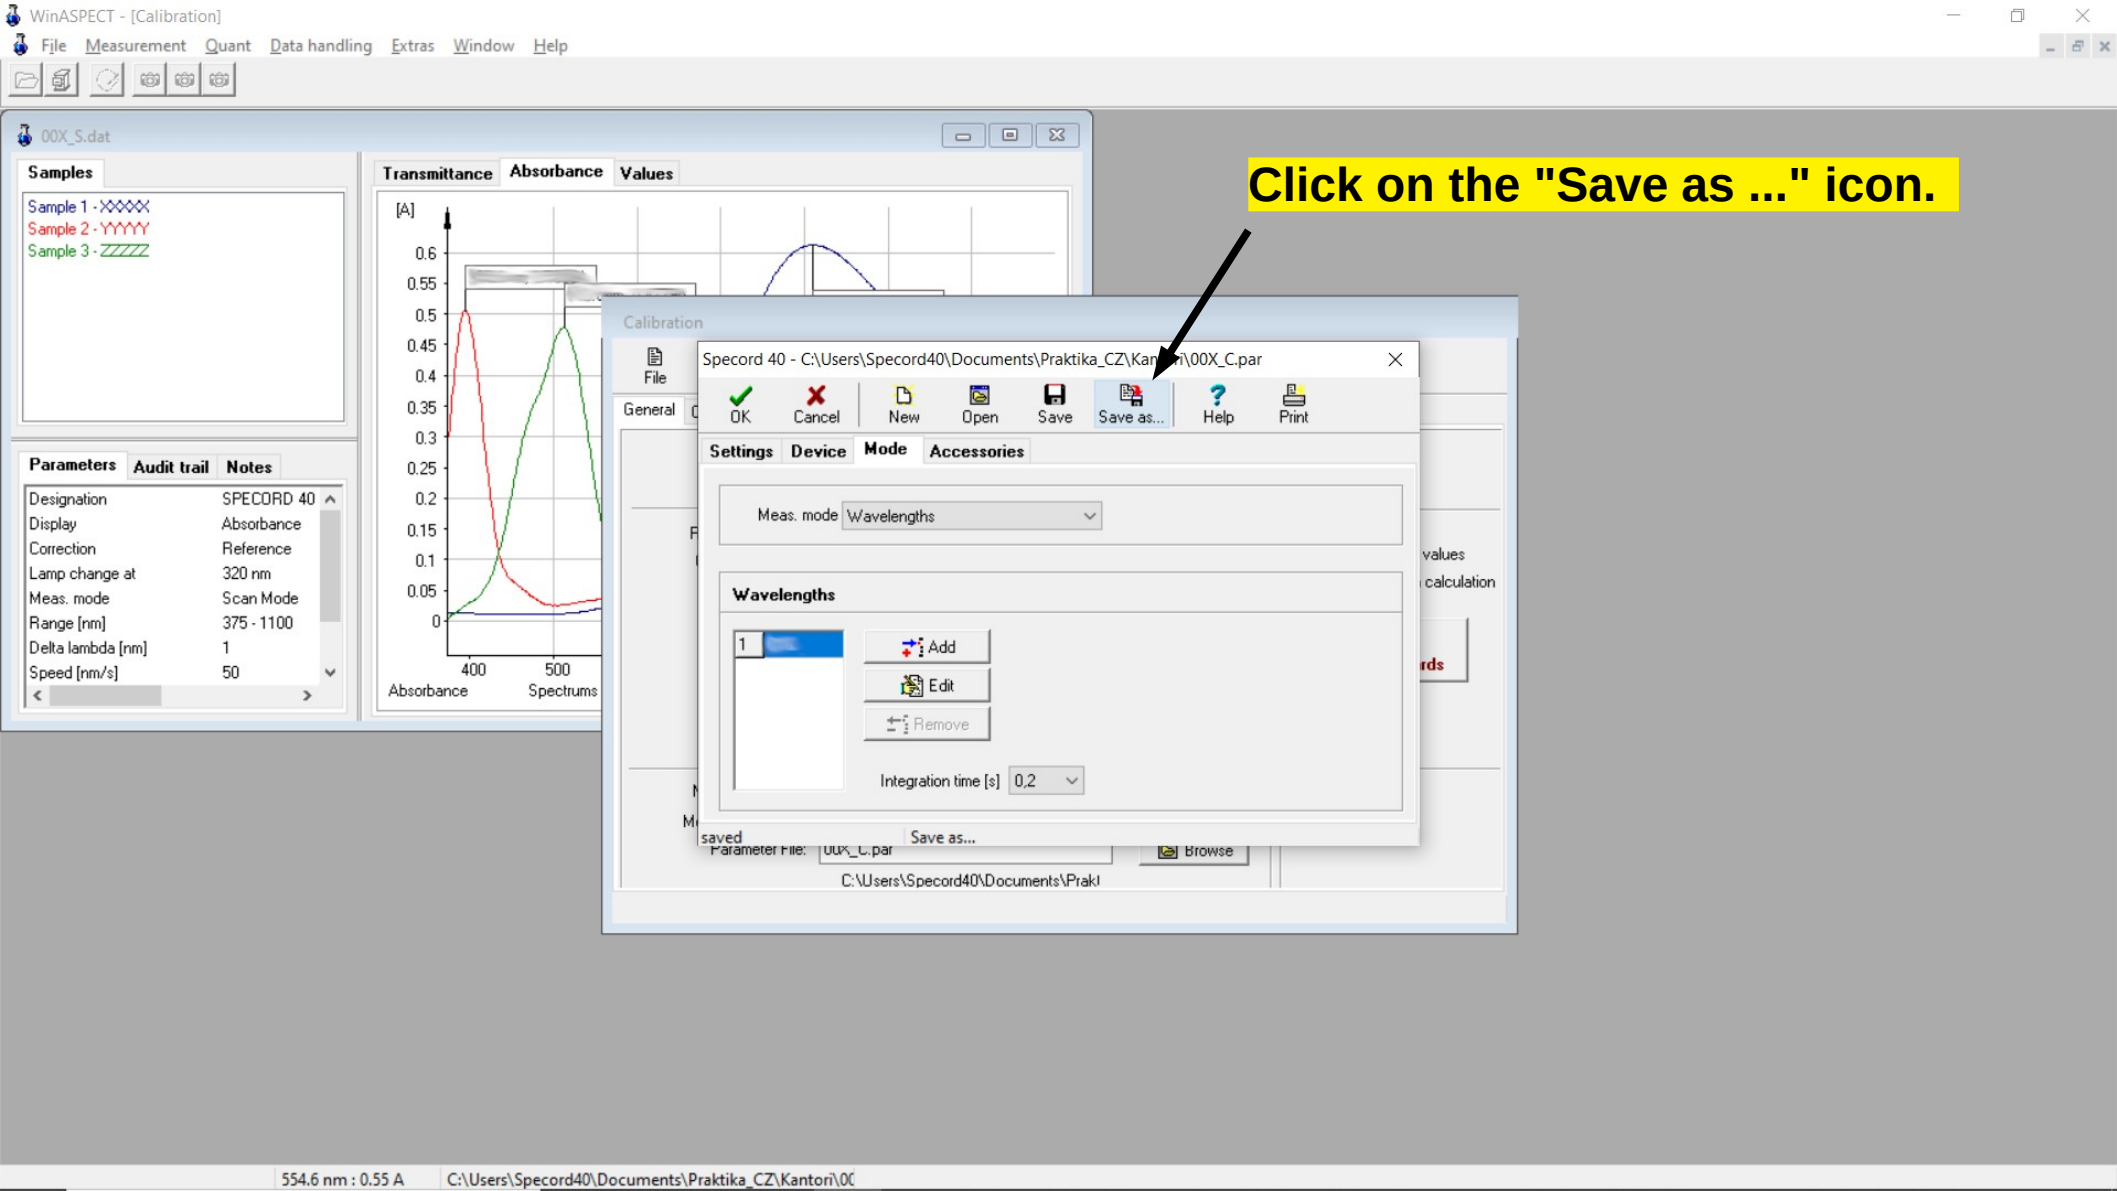 WinASPECT - [Calibration]
File Measurement Quant Data handling Extras Window Help
00X_S.dat
Samples
Sample 1 - XXXXX
Sample 2 - YYYYY
Sample 3 - ZZZZZ
Parameters Audit trail Notes
Designation SPECORD 40
Display Absorbance
Correction Reference
Lamp change at 320 nm
Meas. mode Scan Mode
Range [nm] 375 - 1100
Delta lambda [nm] 1
Speed [nm/s] 50
Transmittance Absorbance Values
[A]
0.6
0.55
0.5
0.45
0.4
0.35
0.3
0.25
0.2
0.15
0.1
0.05
0
400 500
Absorbance Spectrums
Click on the "Save as ..." icon.
Calibration
File
General
Specord 40 - C:\Users\Specord40\Documents\Praktika_CZ\Kantori\00X_C.par
OK Cancel New Open Save Save as... Help Print
Settings Device Mode Accessories
Meas. mode Wavelengths
Wavelengths
1
Add
Edit
Remove
Integration time [s] 0,2
saved Save as...
values
calculation
rds
Parameter File: 00X_C.par Browse
C:\Users\Specord40\Documents\Prakt
554.6 nm : 0.55 A C:\Users\Specord40\Documents\Praktika_CZ\Kantori\00